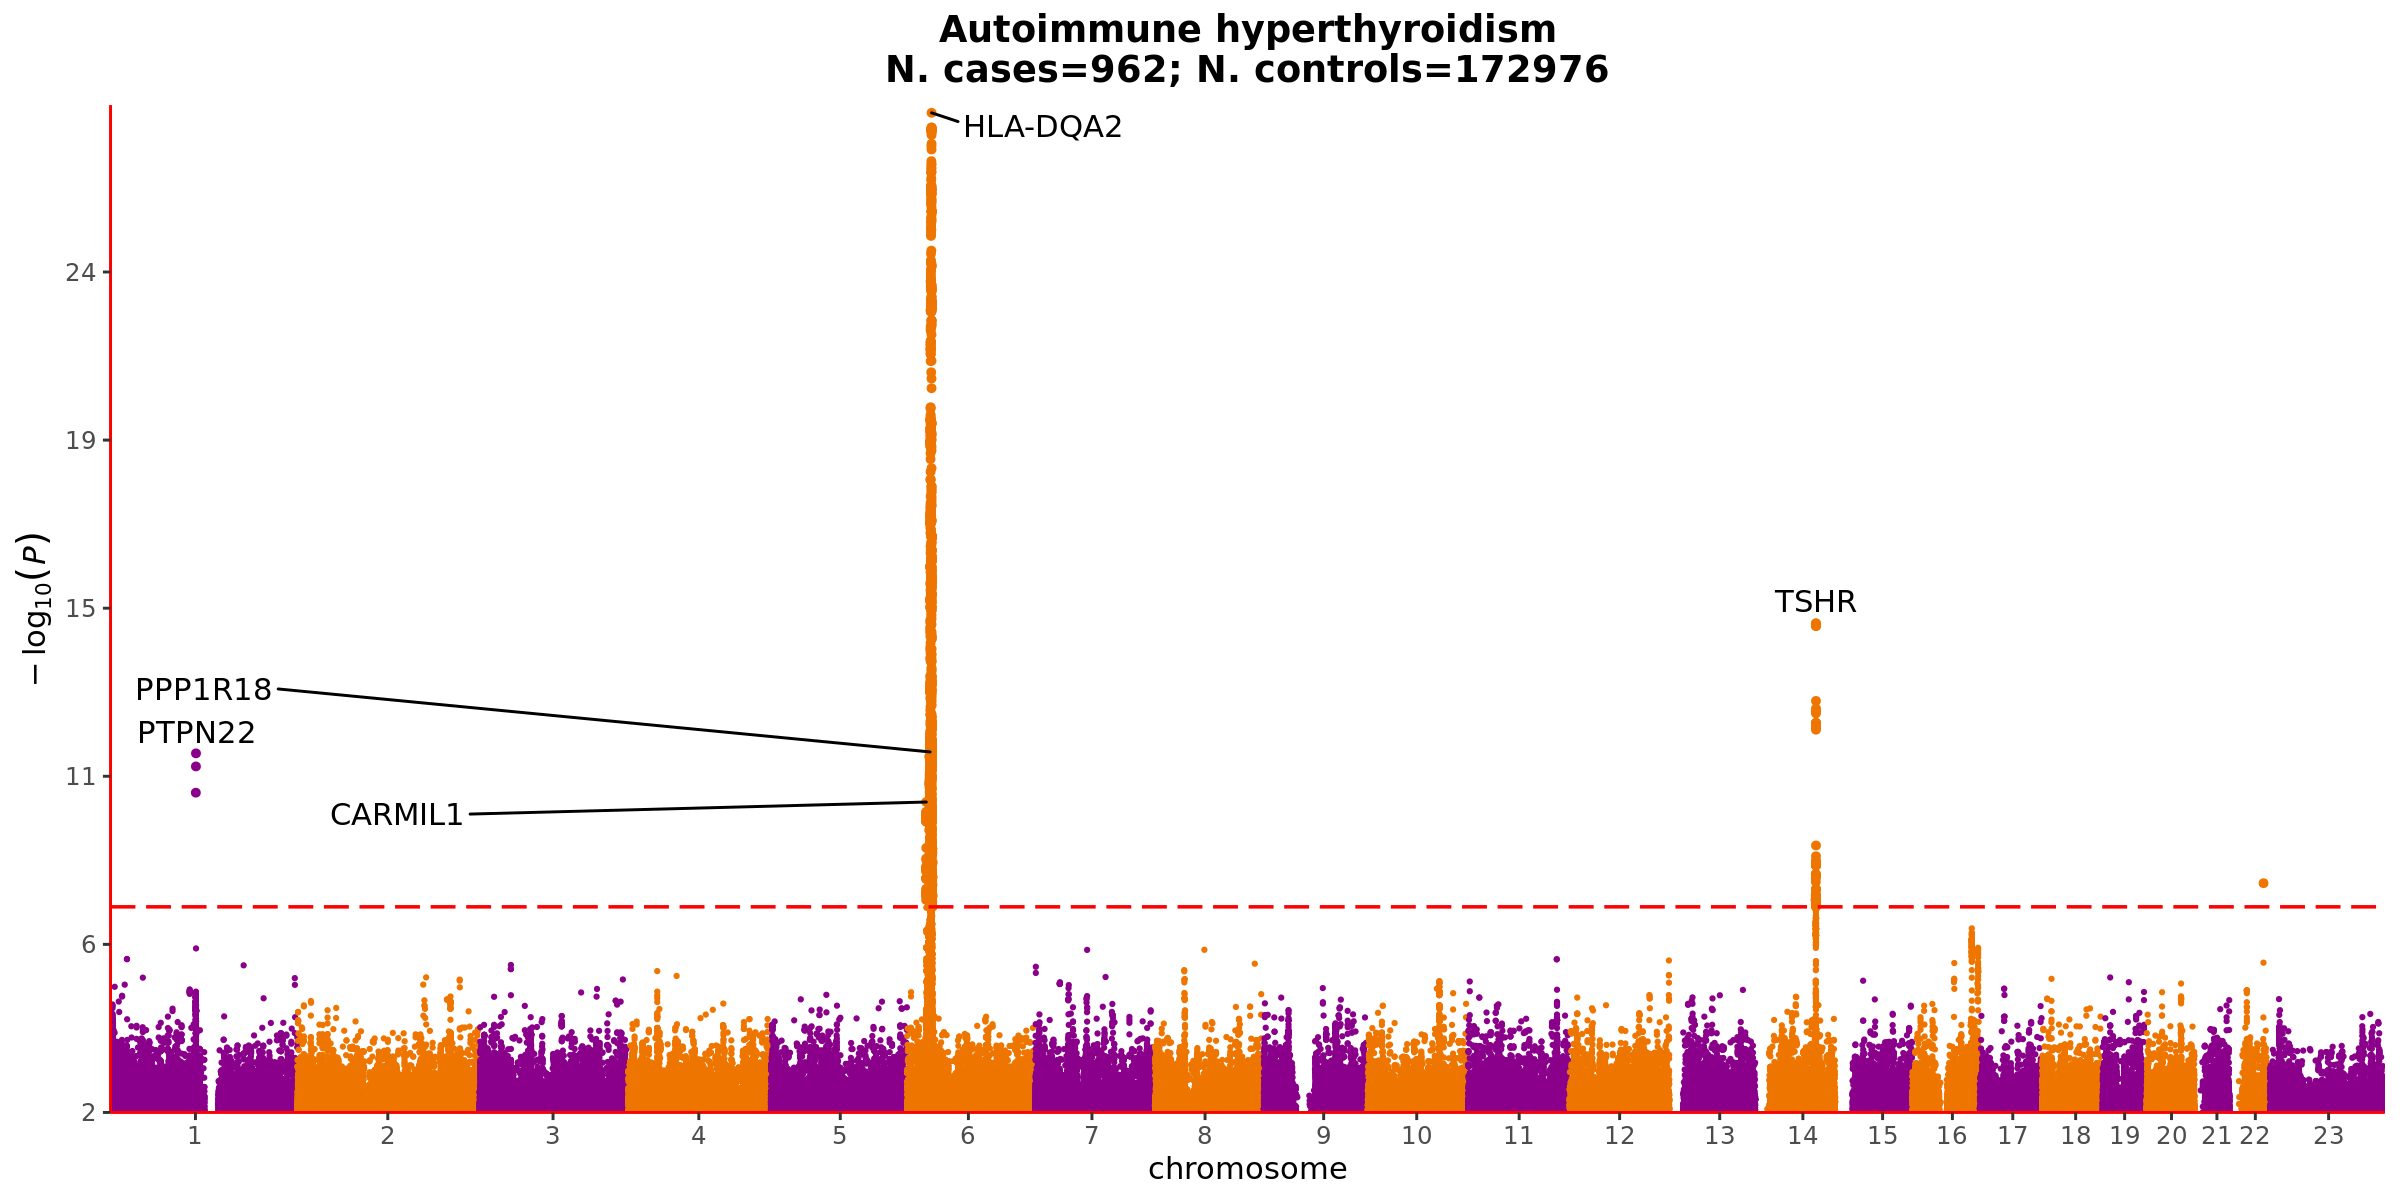 Autoimmune hyperthyroidism
N. cases=962; N. controls=172976
HLA-DQA2
24
19
15
TSHR
PPP1R18
PTPN22
11
CARMIL1
6
2
− log₁₀(P)
1 2 3 4 5 6 7 8 9 10 11 12 13 14 15 16 17 18 19 20 21 22 23
chromosome